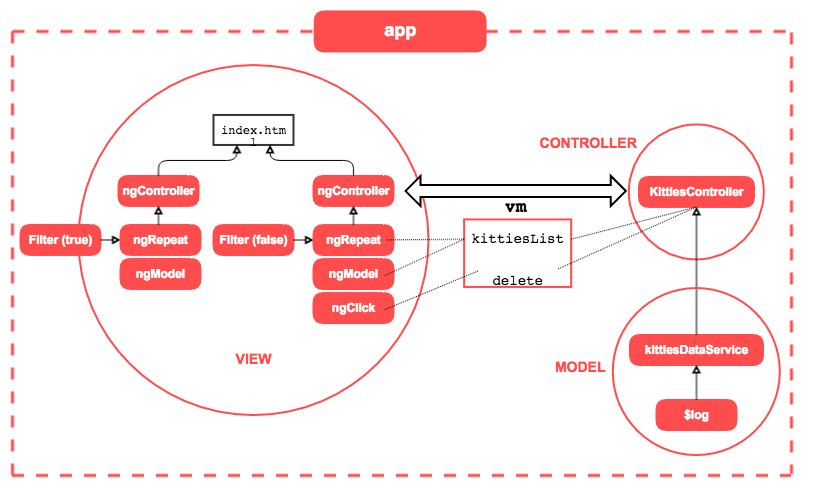 app
index.htm
l
CONTROLLER
ngController
ngController
KittiesController
vm
Filter (true)
ngRepeat
Filter (false)
ngRepeat
kittiesList
ngModel
ngModel
delete
ngClick
VIEW
kittiesDataService
MODEL
$log